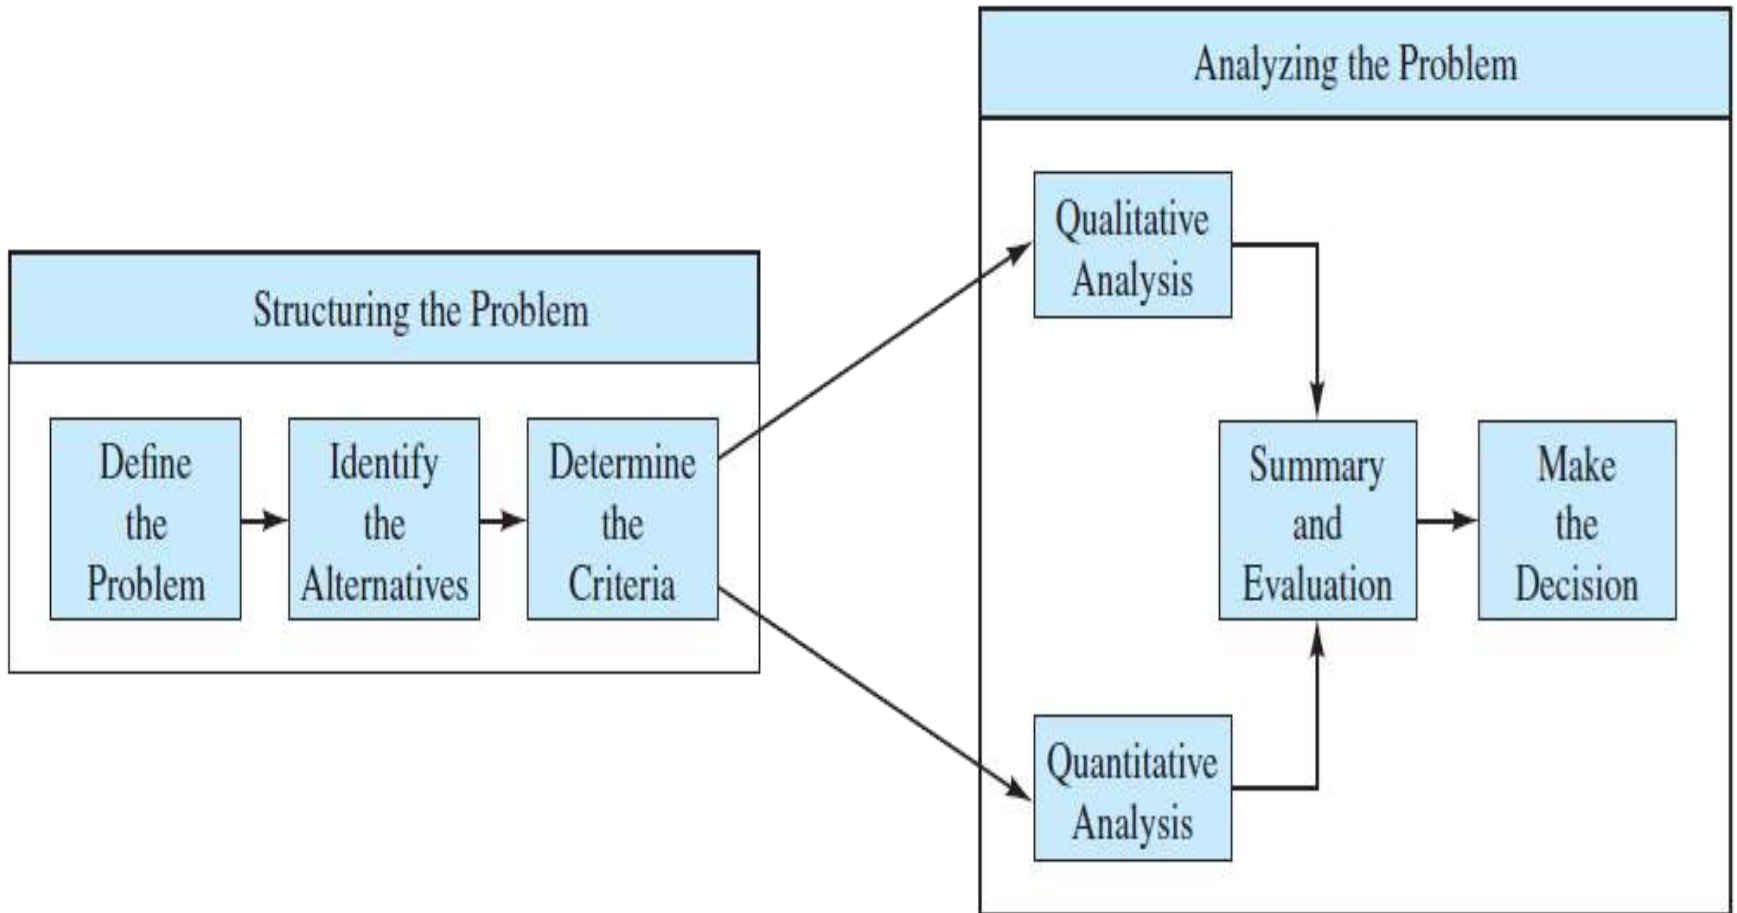 Structuring the Problem
Define
the
Problem
Identify
the
Alternatives
Determine
the
Criteria
Analyzing the Problem
Qualitative
Analysis
Quantitative
Analysis
Summary
and
Evaluation
Make
the
Decision